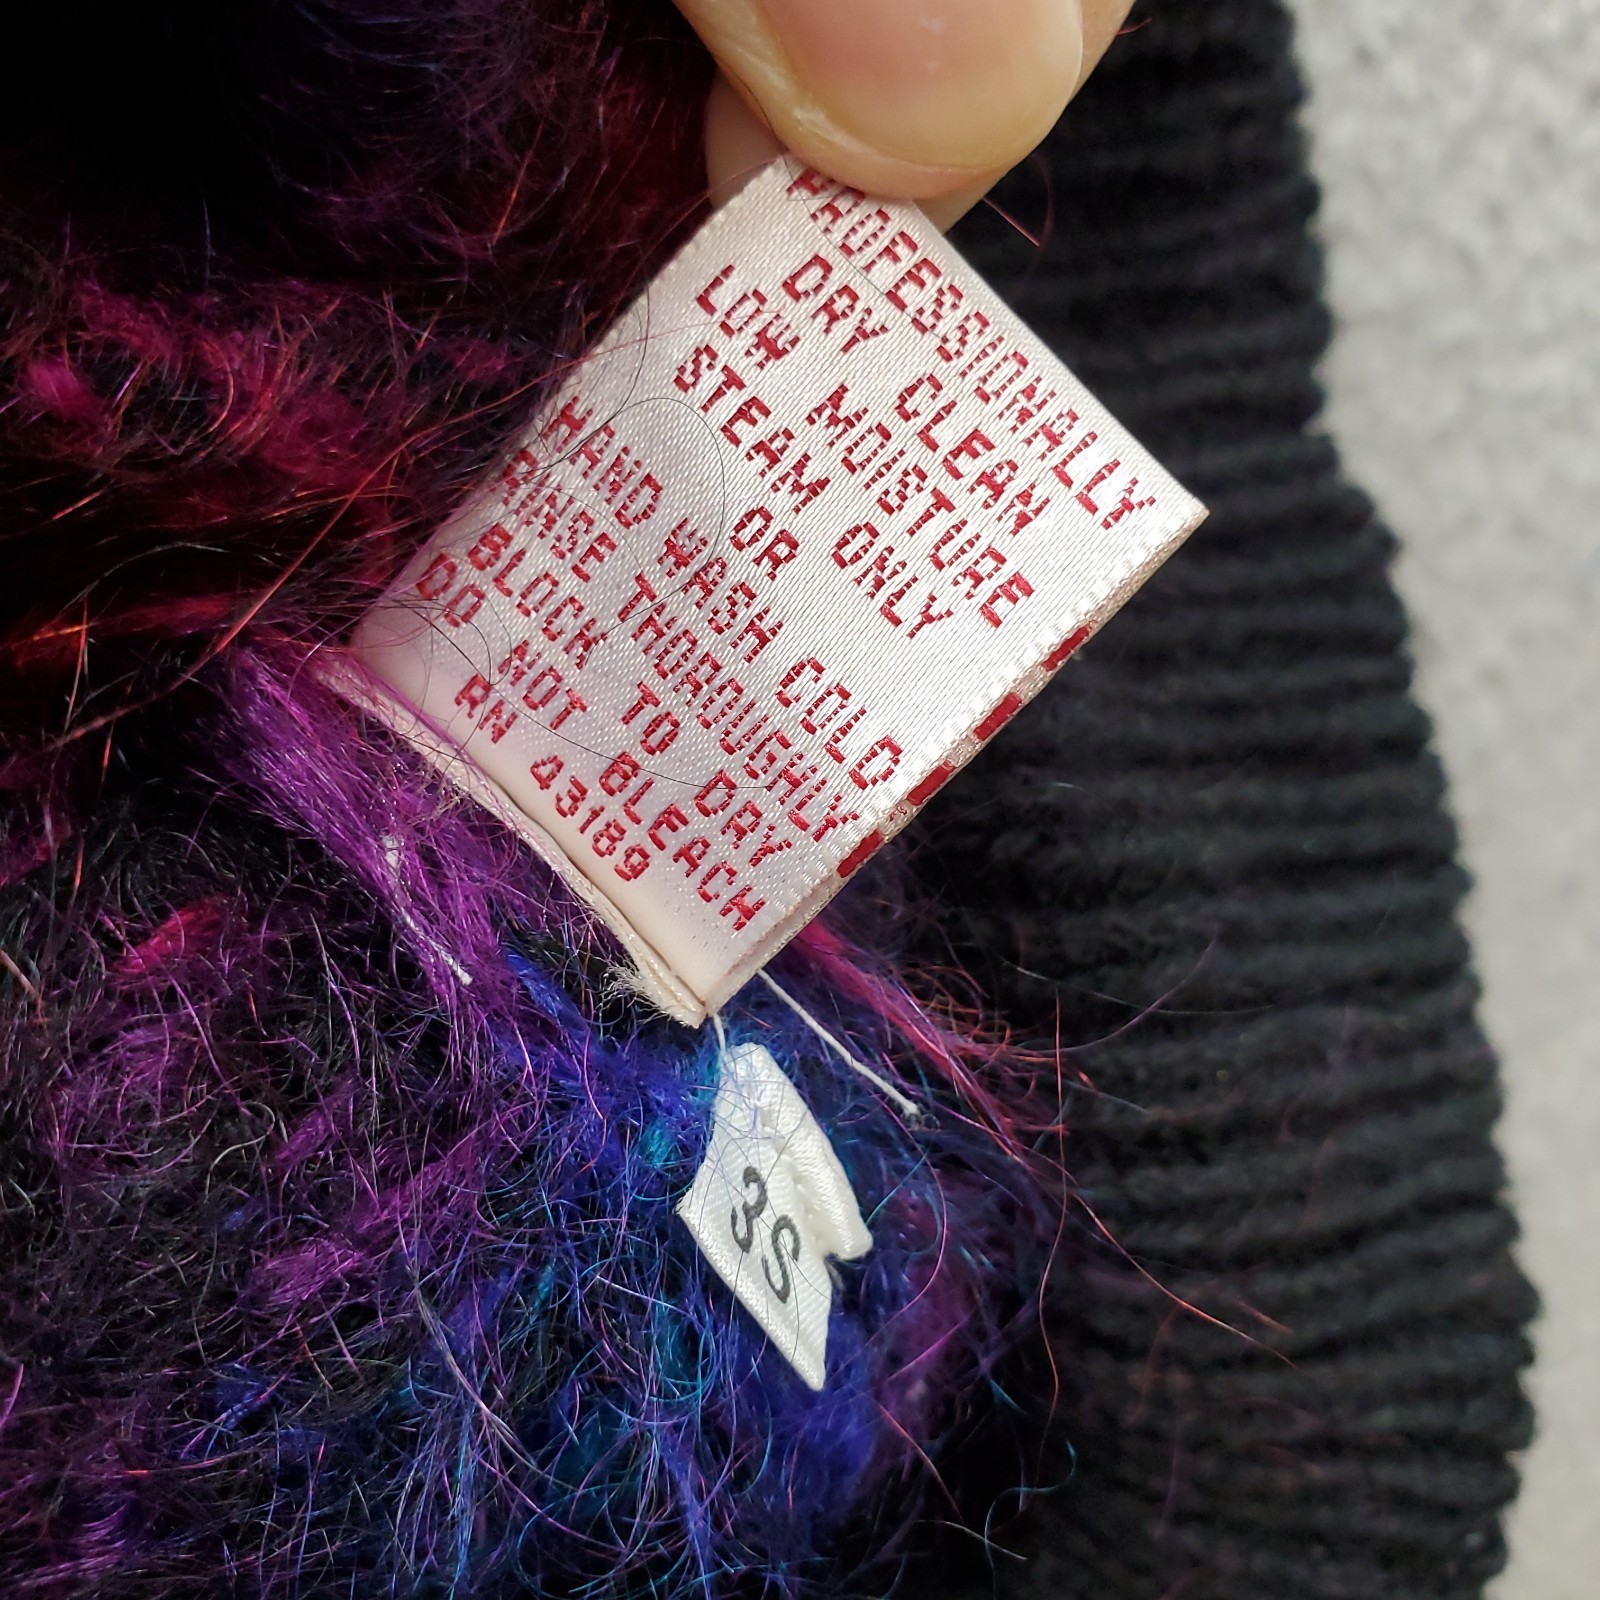 PROFESSIONALLY
DRY CLEAN
LOW MOISTURE
STEAM ONLY
OR
HAND WASH COLD
RINSE THOROUGHLY
BLOCK TO DRY
DO NOT BLEACH
RN 43189
3S